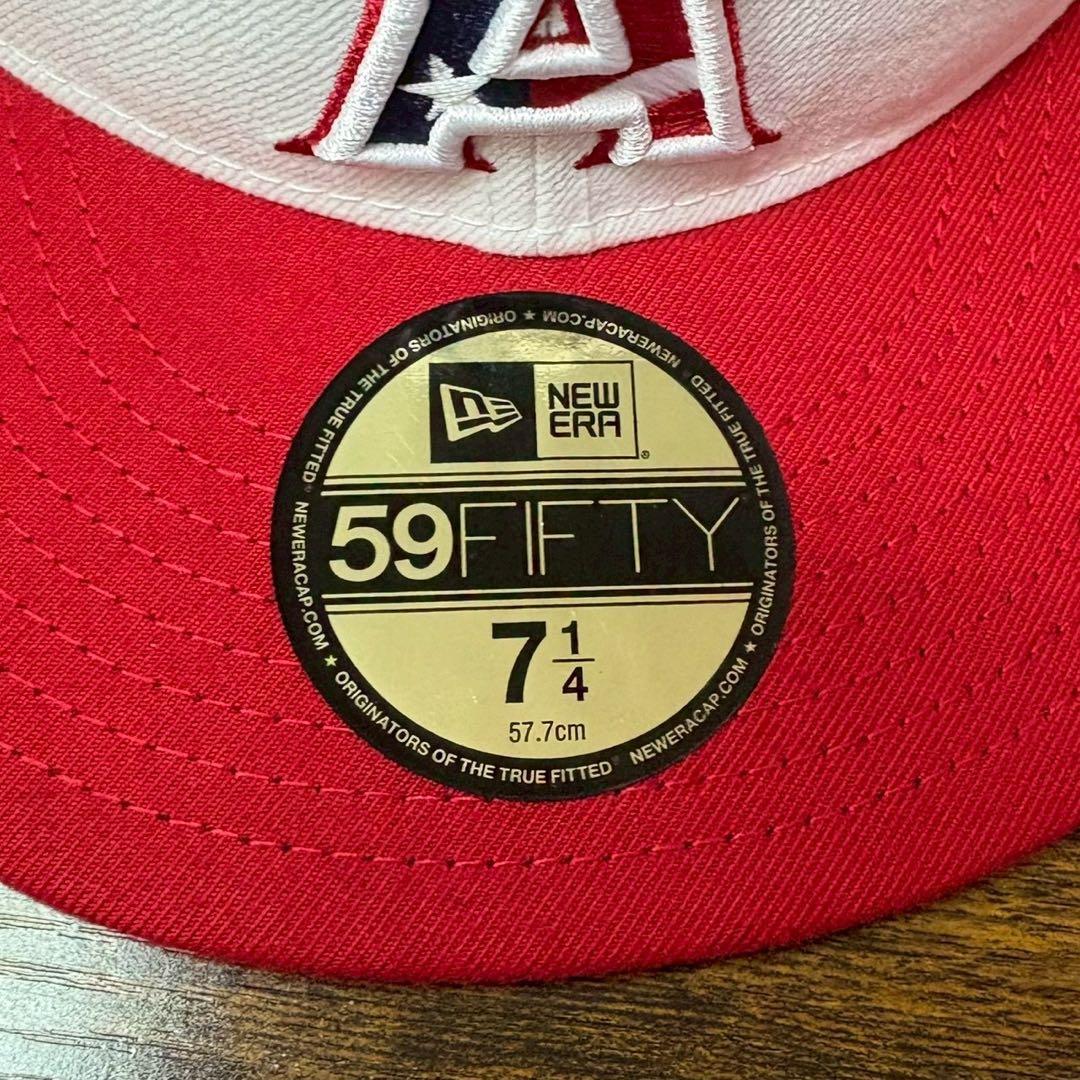 A
NEW
ERA
®
59FIFTY
7 1/4
57.7cm
ORIGINATORS OF THE TRUE FITTED® NEWERACAP.COM ★ ORIGINATORS OF THE TRUE FITTED® NEWERACAP.COM ★ ORIGINATORS OF THE TRUE FITTED® NEWERACAP.COM ★